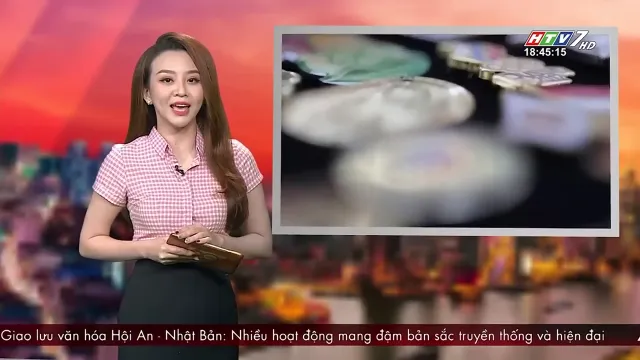 HTV7 HD
18:45:15
Giao lưu văn hóa Hội An - Nhật Bản: Nhiều hoạt động mang đậm bản sắc truyền thống và hiện đại